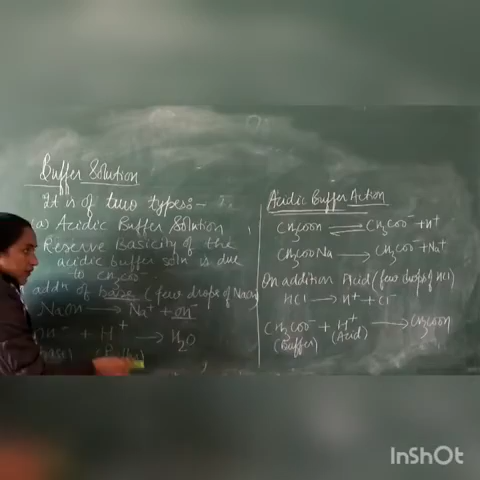 Buffer Solution
It is of two types:-
(a) Acidic Buffer Solution
Reserve Basicity of the
acidic buffer soln is due
to CH3COO-
addn of base (few drops of NaOH)
NaOH → Na+ + OH-
OH- + H+ → H2O
(Base)
Acidic Buffer Action
CH3COOH ⇌ CH3COO- + H+
CH3COONa → CH3COO- + Na+
On addition Acid (few drops of HCl)
HCl → H+ + Cl-
CH3COO- + H+ → CH3COOH
(Buffer) (Acid)
InShOt